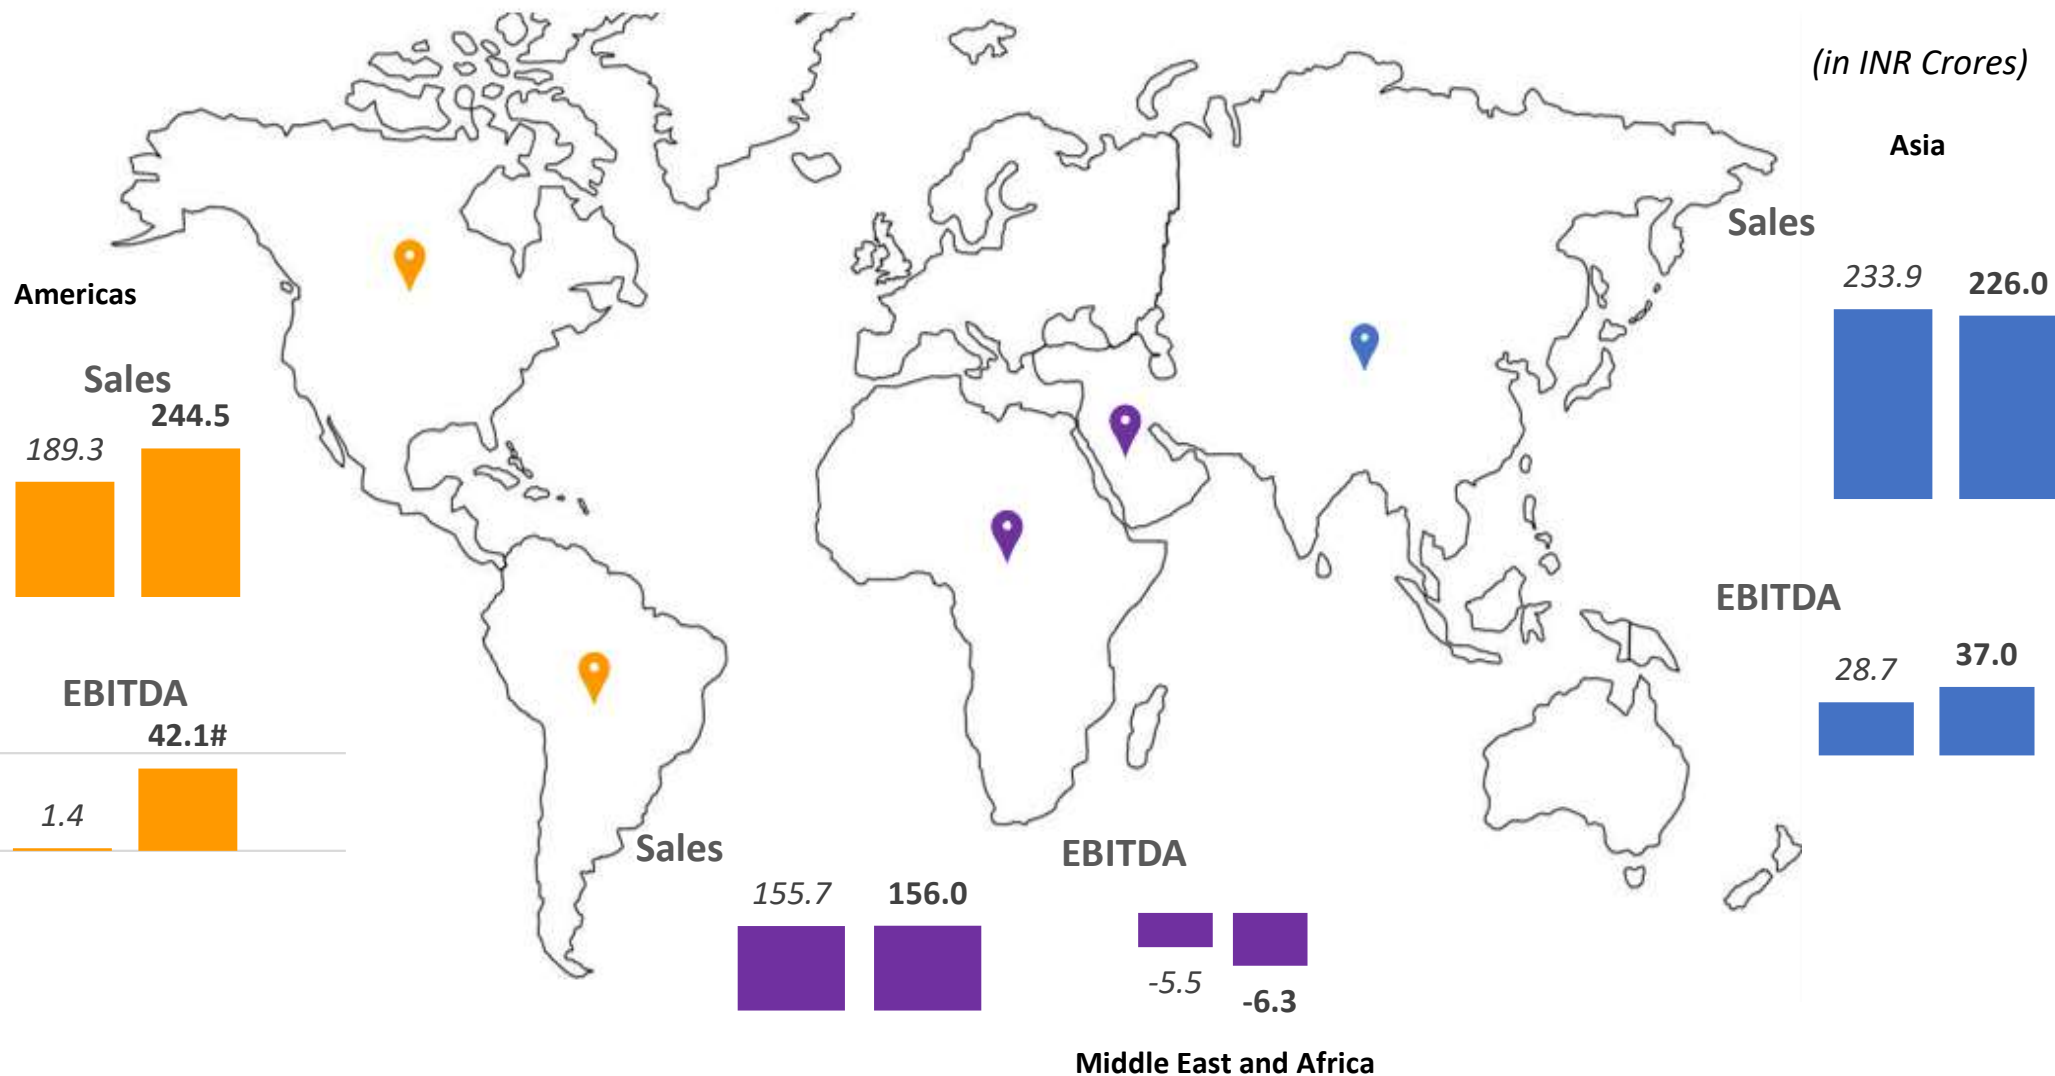 (in INR Crores)
Asia
Sales
233.9 226.0
EBITDA
28.7 37.0
Americas
Sales
189.3 244.5
EBITDA
1.4 42.1#
Sales
155.7 156.0
EBITDA
-5.5 -6.3
Middle East and Africa